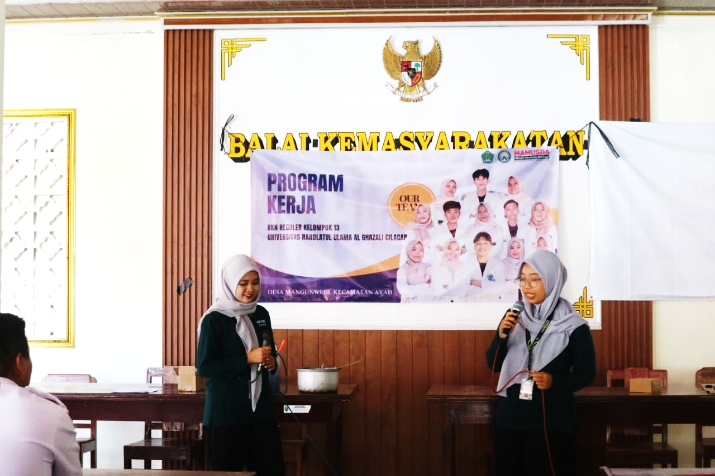 BALAI KEMASYARAKATAN
MAMUSDA
PROGRAM
KERJA
OUR
TEAM
KKN REGULER KELOMPOK 13
UNIVERSITAS NAHDLATUL ULAMA AL GHAZALI CILACAP
DESA MANGUNWENI, KECAMATAN AYAH